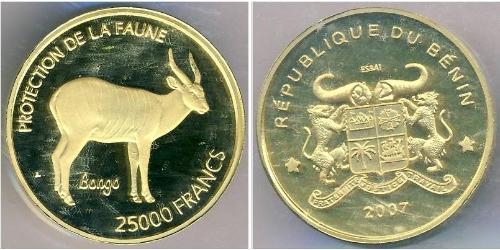 PROTECTION DE LA FAUNE
Bongo
25000 FRANCS
RÉPUBLIQUE DU BÉNIN
ESSAI
2007